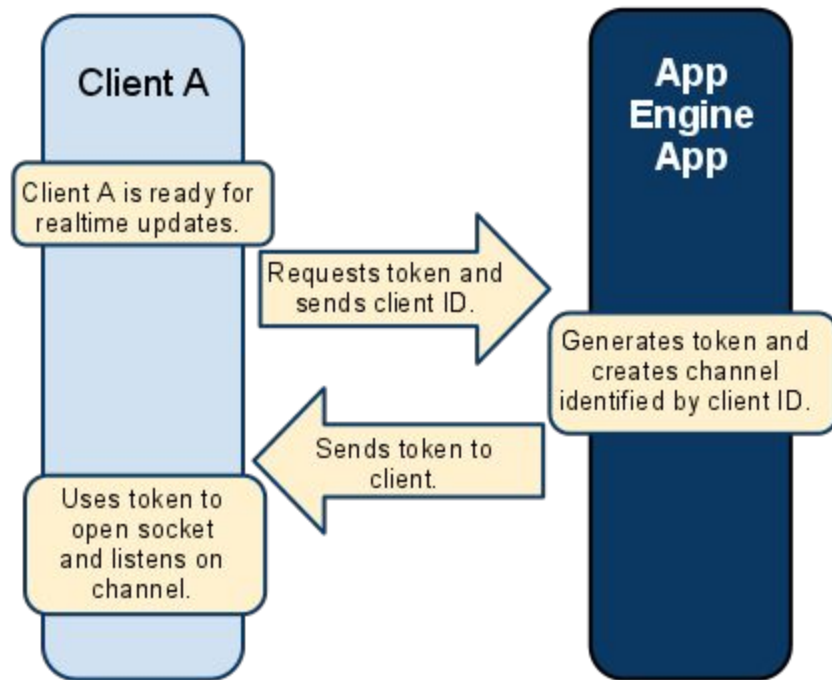 Client A
App
Engine
App
Client A is ready for
realtime updates.
Requests token and
sends client ID.
Generates token and
creates channel
identified by client ID.
Sends token to
client.
Uses token to
open socket
and listens on
channel.